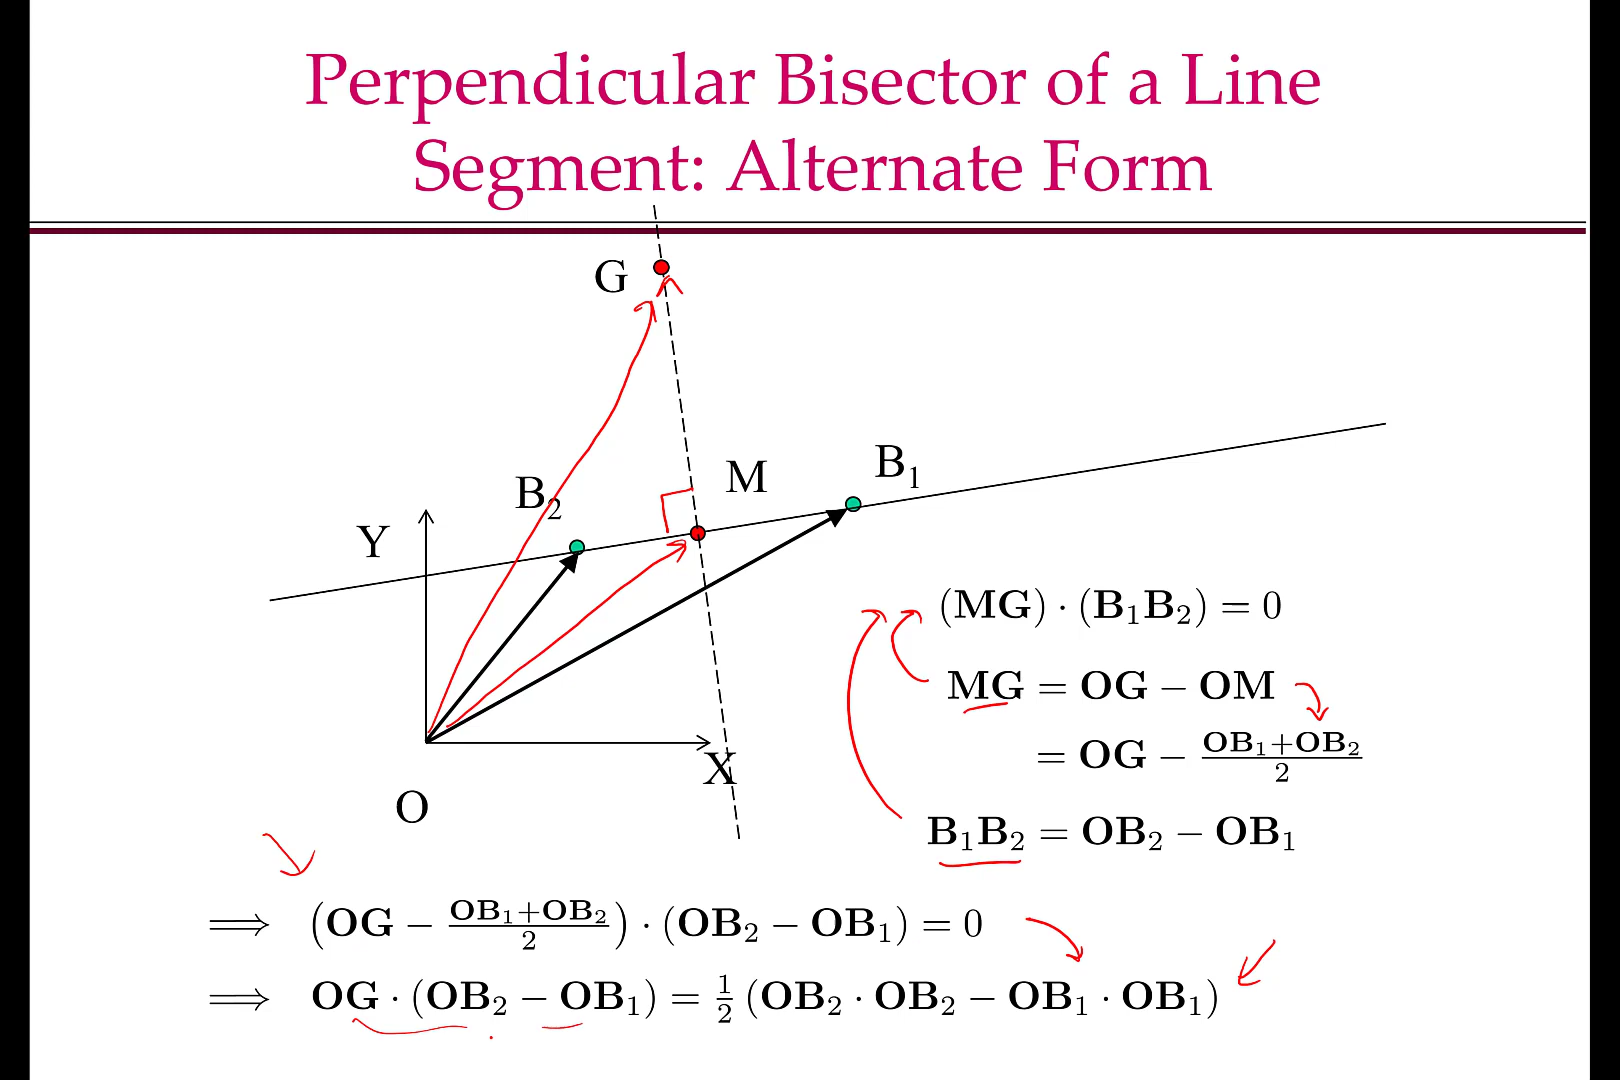 Perpendicular Bisector of a Line
Segment: Alternate Form
G
M
B₁
B₂
Y
X
O
(MG) · (B₁B₂) = 0
MG = OG − OM
= OG − (OB₁+OB₂)/2
B₁B₂ = OB₂ − OB₁
⟹ (OG − (OB₁+OB₂)/2) · (OB₂ − OB₁) = 0
⟹ OG · (OB₂ − OB₁) = 1/2 (OB₂ · OB₂ − OB₁ · OB₁)